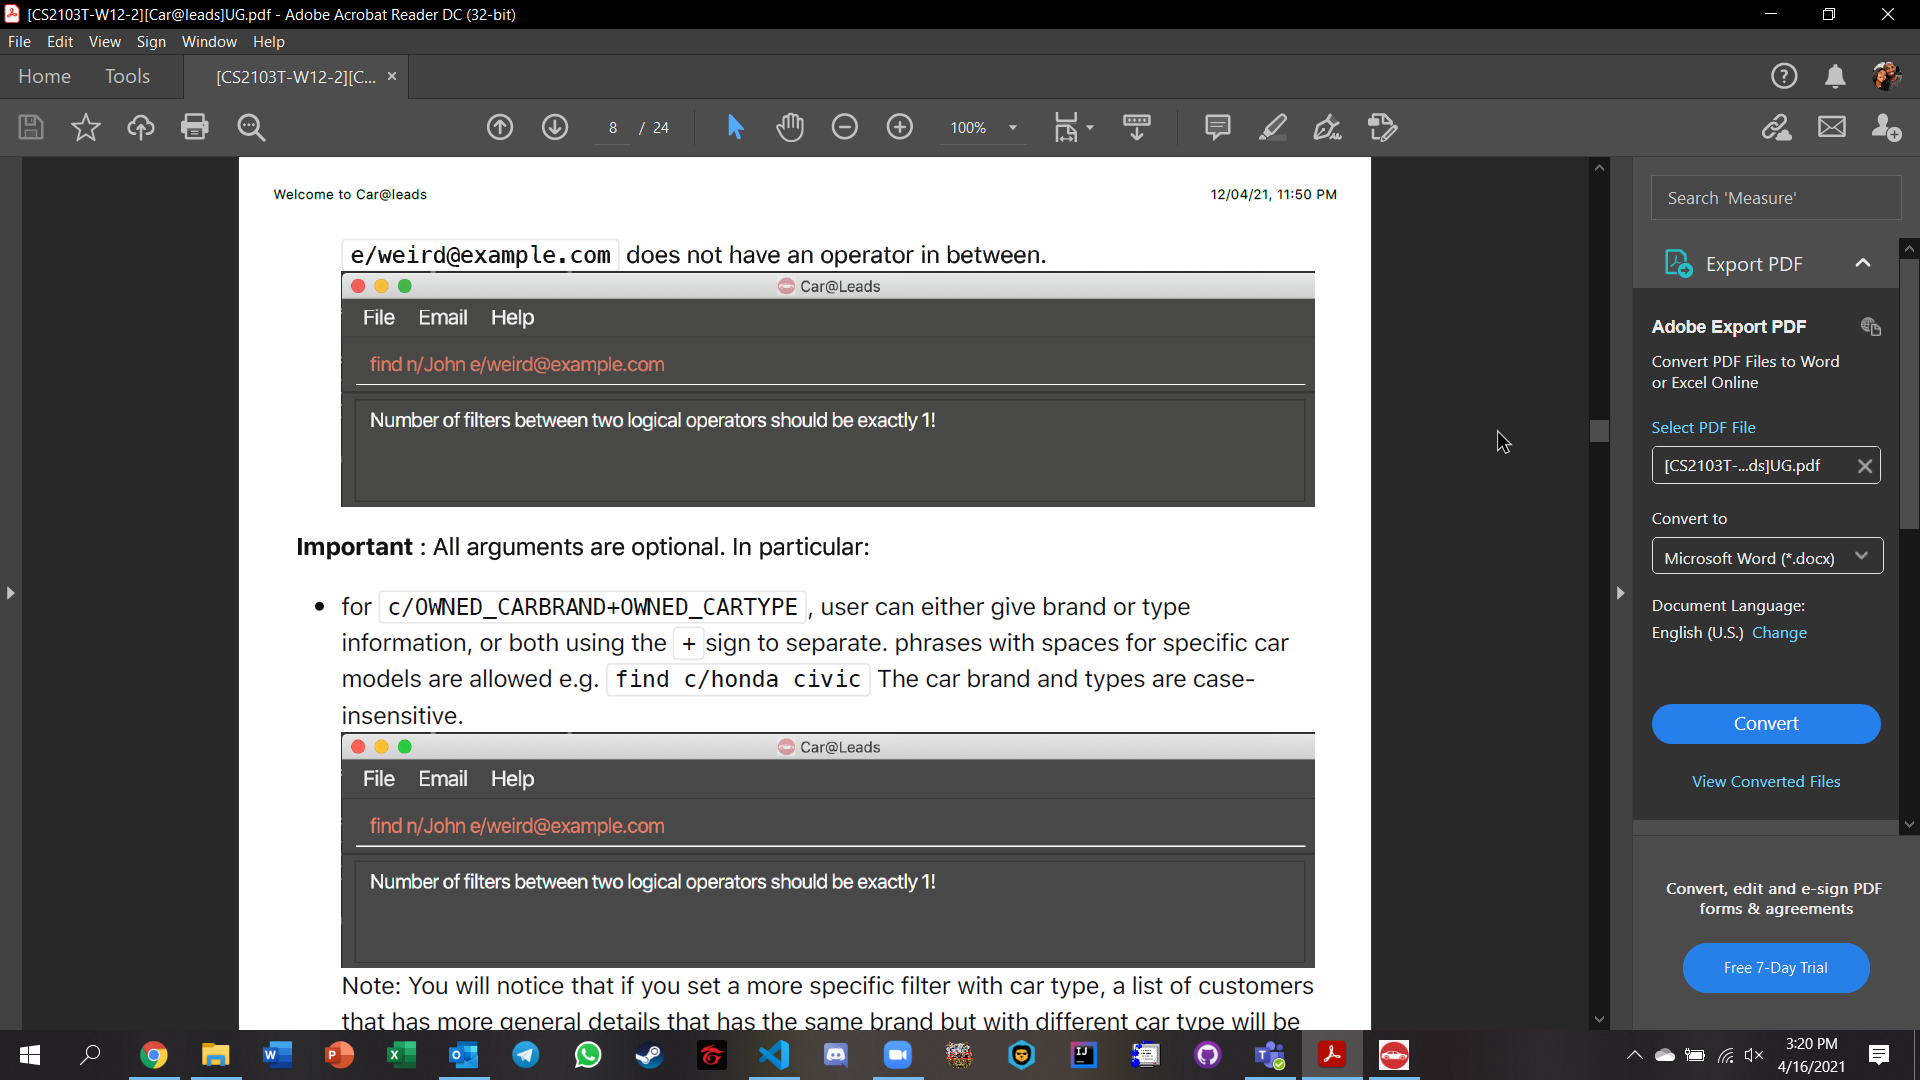 [CS2103T-W12-2][Car@leads]UG.pdf - Adobe Acrobat Reader DC (32-bit)
File Edit View Sign Window Help
Home Tools [CS2103T-W12-2][C... ×
8 / 24 100%
Welcome to Car@leads 12/04/21, 11:50 PM
e/weird@example.com does not have an operator in between.
Car@Leads
File Email Help
find n/John e/weird@example.com
Number of filters between two logical operators should be exactly 1!
Important : All arguments are optional. In particular:
• for c/OWNED_CARBRAND+OWNED_CARTYPE , user can either give brand or type
information, or both using the + sign to separate. phrases with spaces for specific car
models are allowed e.g. find c/honda civic The car brand and types are case-
insensitive.
Car@Leads
File Email Help
find n/John e/weird@example.com
Number of filters between two logical operators should be exactly 1!
Note: You will notice that if you set a more specific filter with car type, a list of customers
that has more general details that has the same brand but with different car type will be
Search 'Measure'
Export PDF
Adobe Export PDF
Convert PDF Files to Word
or Excel Online
Select PDF File
[CS2103T-...ds]UG.pdf
Convert to
Microsoft Word (*.docx)
Document Language:
English (U.S.) Change
Convert
View Converted Files
Convert, edit and e-sign PDF
forms & agreements
Free 7-Day Trial
3:20 PM
4/16/2021